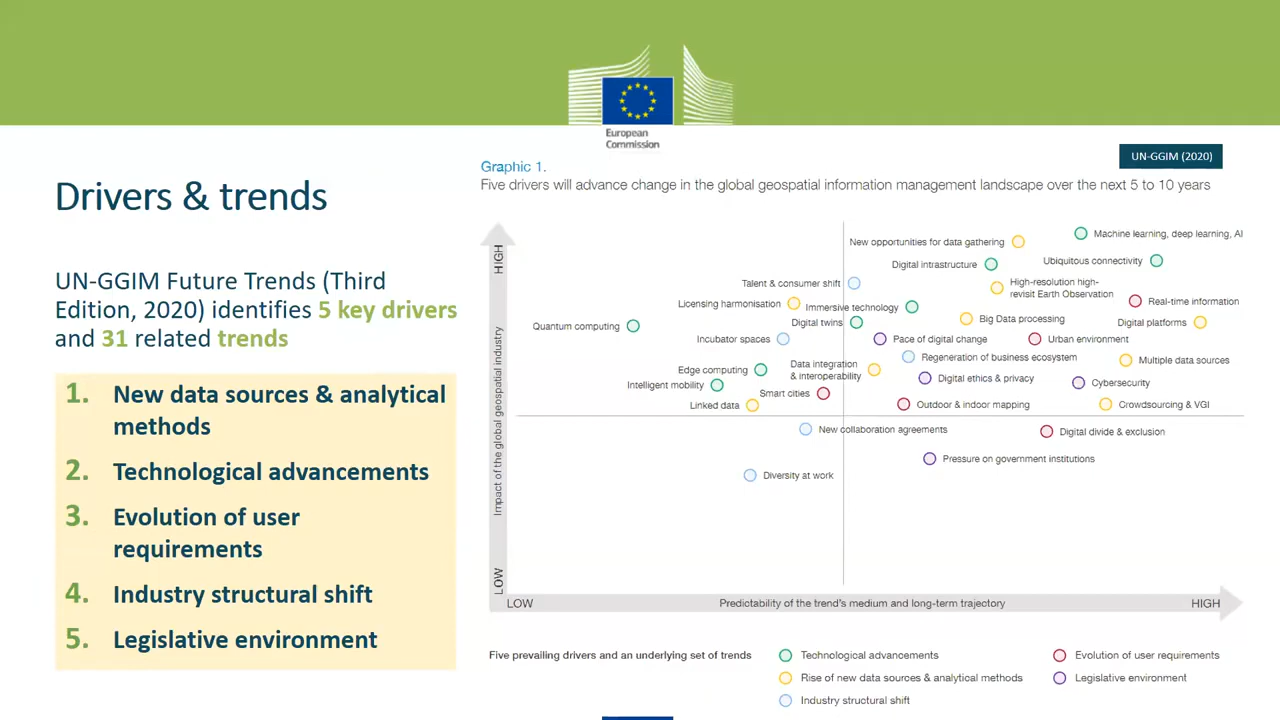 European
Commission
UN-GGIM (2020)
Drivers & trends
UN-GGIM Future Trends (Third
Edition, 2020) identifies 5 key drivers
and 31 related trends
1. New data sources & analytical
methods
2. Technological advancements
3. Evolution of user
requirements
4. Industry structural shift
5. Legislative environment
Graphic 1.
Five drivers will advance change in the global geospatial information management landscape over the next 5 to 10 years
HIGH
Impact of the global geospatial industry
LOW
Machine learning, deep learning, AI
New opportunities for data gathering
Ubiquitous connectivity
Digital infrastructure
Talent & consumer shift
High-resolution high-
revisit Earth Observation
Licensing harmonisation
Immersive technology
Real-time information
Quantum computing
Digital twins
Big Data processing
Digital platforms
Incubator spaces
Pace of digital change
Urban environment
Edge computing
Data integration
& interoperability
Regeneration of business ecosystem
Multiple data sources
Intelligent mobility
Digital ethics & privacy
Cybersecurity
Smart cities
Linked data
Outdoor & indoor mapping
Crowdsourcing & VGI
New collaboration agreements
Digital divide & exclusion
Pressure on government institutions
Diversity at work
LOW
Predictability of the trend's medium and long-term trajectory
HIGH
Five prevailing drivers and an underlying set of trends
Technological advancements
Rise of new data sources & analytical methods
Industry structural shift
Evolution of user requirements
Legislative environment